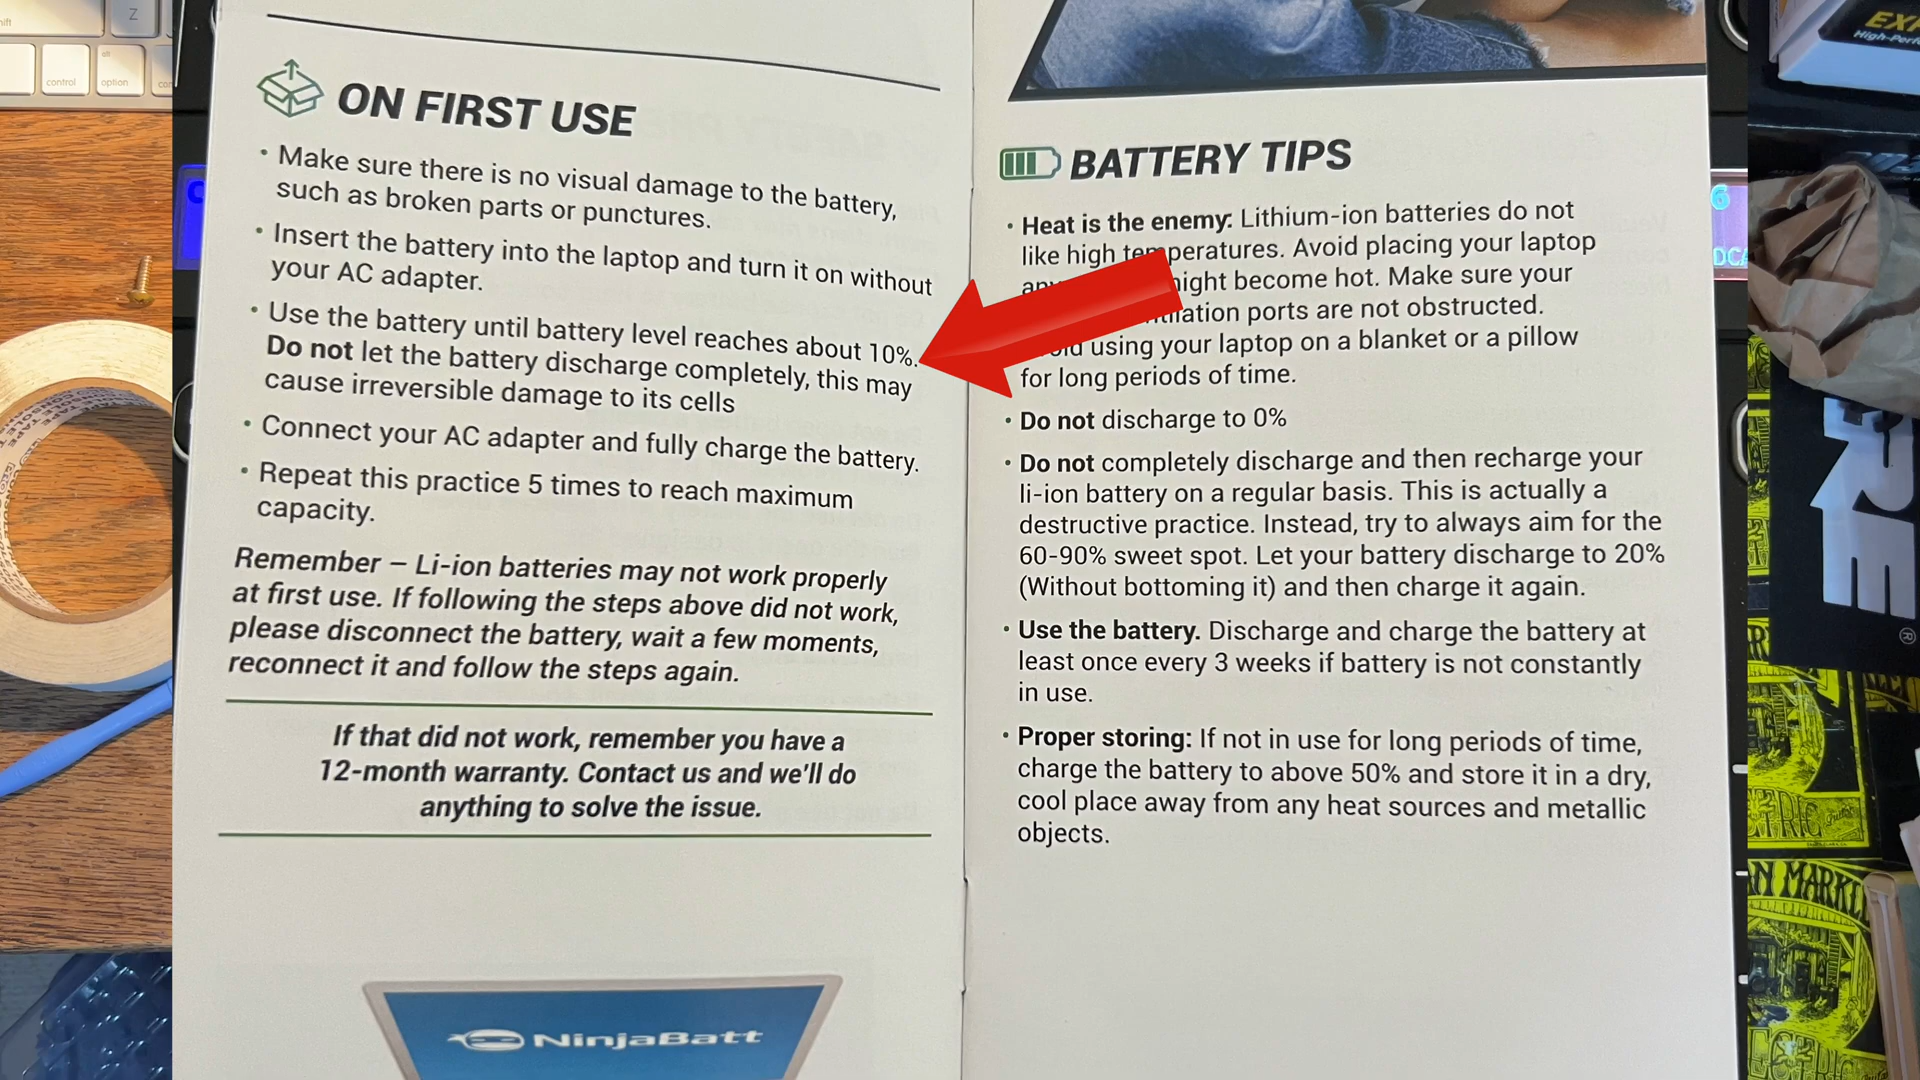 Z
control
alt
option
ON FIRST USE
• Make sure there is no visual damage to the battery,
such as broken parts or punctures.
• Insert the battery into the laptop and turn it on without
your AC adapter.
• Use the battery until battery level reaches about 10%.
Do not let the battery discharge completely, this may
cause irreversible damage to its cells
• Connect your AC adapter and fully charge the battery.
• Repeat this practice 5 times to reach maximum
capacity.
Remember – Li-ion batteries may not work properly
at first use. If following the steps above did not work,
please disconnect the battery, wait a few moments,
reconnect it and follow the steps again.
If that did not work, remember you have a
12-month warranty. Contact us and we'll do
anything to solve the issue.
NinjaBatt
BATTERY TIPS
• Heat is the enemy: Lithium-ion batteries do not
like high temperatures. Avoid placing your laptop
might become hot. Make sure your
ports are not obstructed.
using your laptop on a blanket or a pillow
for long periods of time.
• Do not discharge to 0%
• Do not completely discharge and then recharge your
li-ion battery on a regular basis. This is actually a
destructive practice. Instead, try to always aim for the
60-90% sweet spot. Let your battery discharge to 20%
(Without bottoming it) and then charge it again.
• Use the battery. Discharge and charge the battery at
least once every 3 weeks if battery is not constantly
in use.
• Proper storing: If not in use for long periods of time,
charge the battery to above 50% and store it in a dry,
cool place away from any heat sources and metallic
objects.
®